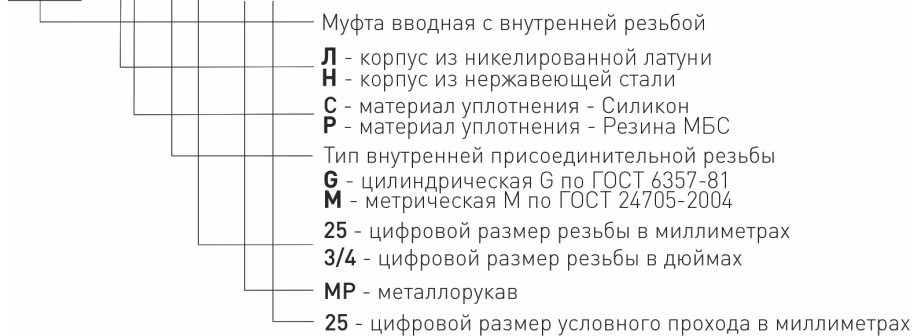 Муфта вводная с внутренней резьбой
Л - корпус из никелированной латуни
Н - корпус из нержавеющей стали
С - материал уплотнения - Силикон
Р - материал уплотнения - Резина МБС
Тип внутренней присоединительной резьбы
G - цилиндрическая G по ГОСТ 6357-81
М - метрическая М по ГОСТ 24705-2004
25 - цифровой размер резьбы в миллиметрах
3/4 - цифровой размер резьбы в дюймах
МР - металлорукав
25 - цифровой размер условного прохода в миллиметрах